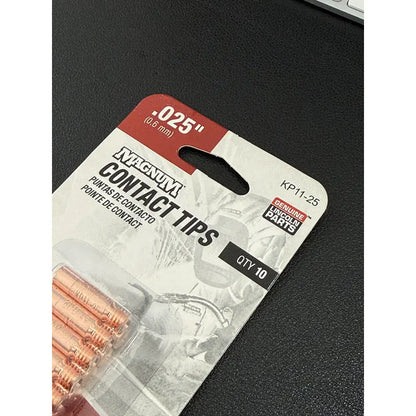 .025"
(0.6 mm)
MAGNUM
CONTACT TIPS
PUNTAS DE CONTACTO
POINTE DE CONTACT.
KP11-25
GENUINE
LINCOLN
PARTS
QTY 10